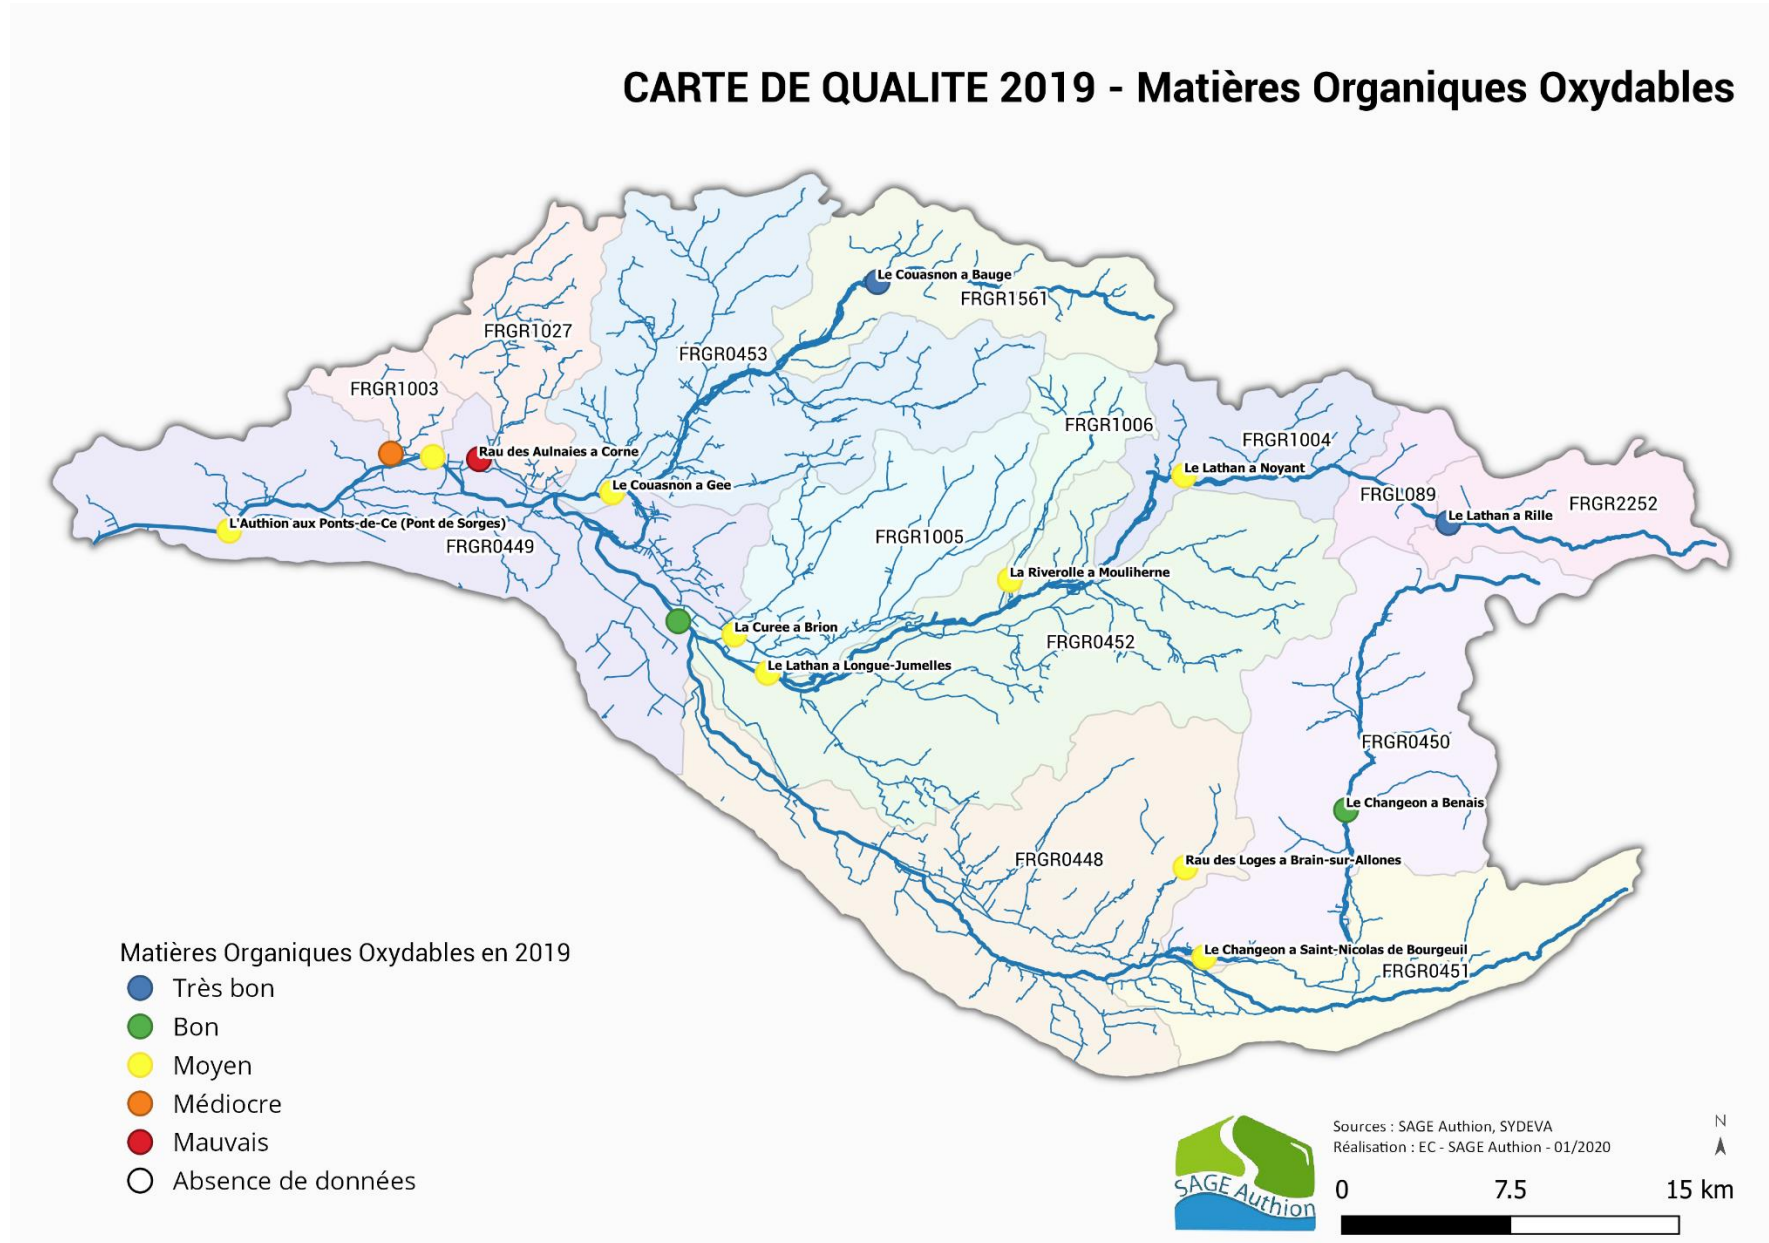 CARTE DE QUALITE 2019 - Matières Organiques Oxydables
Le Couasnon a Bauge
FRGR1561
FRGR1027
FRGR0453
FRGR1003
FRGR1006
FRGR1004
Rau des Aulnaies a Corne
Le Lathan a Noyant
Le Couasnon a Gee
FRGL089
FRGR2252
Le Lathan a Rille
L'Authion aux Ponts-de-Ce (Pont de Sorges)
FRGR0449
FRGR1005
La Riverolle a Mouliherne
La Curee a Brion
FRGR0452
Le Lathan a Longue-Jumelles
FRGR0450
Le Changeon a Benais
FRGR0448
Rau des Loges a Brain-sur-Allones
Le Changeon a Saint-Nicolas de Bourgeuil
FRGR0451
Matières Organiques Oxydables en 2019
Très bon
Bon
Moyen
Médiocre
Mauvais
Absence de données
SAGE Authion
Sources : SAGE Authion, SYDEVA
Réalisation : EC - SAGE Authion - 01/2020
N
0 7.5 15 km